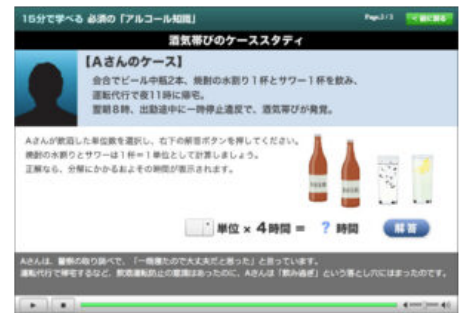 15分で学べる 必須の「アルコール知識」
Page.3 / 5
< 前に戻る
酒気帯びのケーススタディ
【Aさんのケース】
会合でビール中瓶2本、焼酎の水割り1杯とサワー1杯を飲み、
運転代行で夜11時に帰宅。
翌朝8時、出勤途中に一時停止違反で、酒気帯びが発覚。
Aさんが飲酒した単位数を選択し、右下の解答ボタンを押してください。
焼酎の水割りとサワーは1杯=1単位として計算しましょう。
正解なら、分解にかかるおよその時間が表示されます。
単位 × 4時間 = ? 時間
解答
Aさんは、警察の取り調べで、「一晩寝たので大丈夫だと思った」と言っています。
運転代行で帰宅するなど、飲酒運転防止の意識はあったのに、Aさんは「飲み過ぎ」という落とし穴にはまったのです。